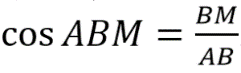 cos ABM = BM/AB